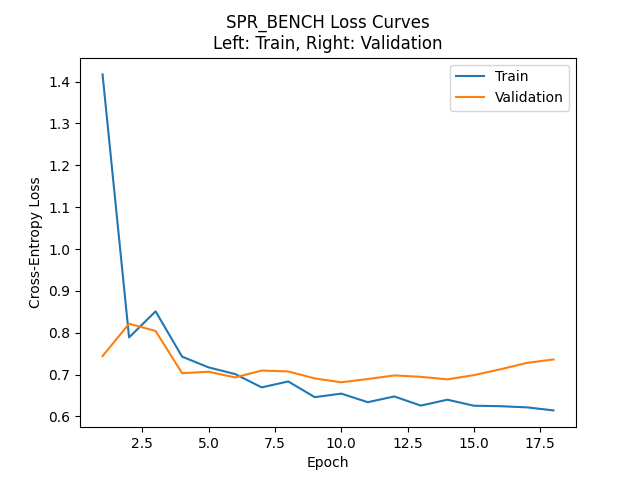 SPR_BENCH Loss Curves
Left: Train, Right: Validation
Train
Validation
Cross-Entropy Loss
1.4
1.3
1.2
1.1
1.0
0.9
0.8
0.7
0.6
2.5 5.0 7.5 10.0 12.5 15.0 17.5
Epoch